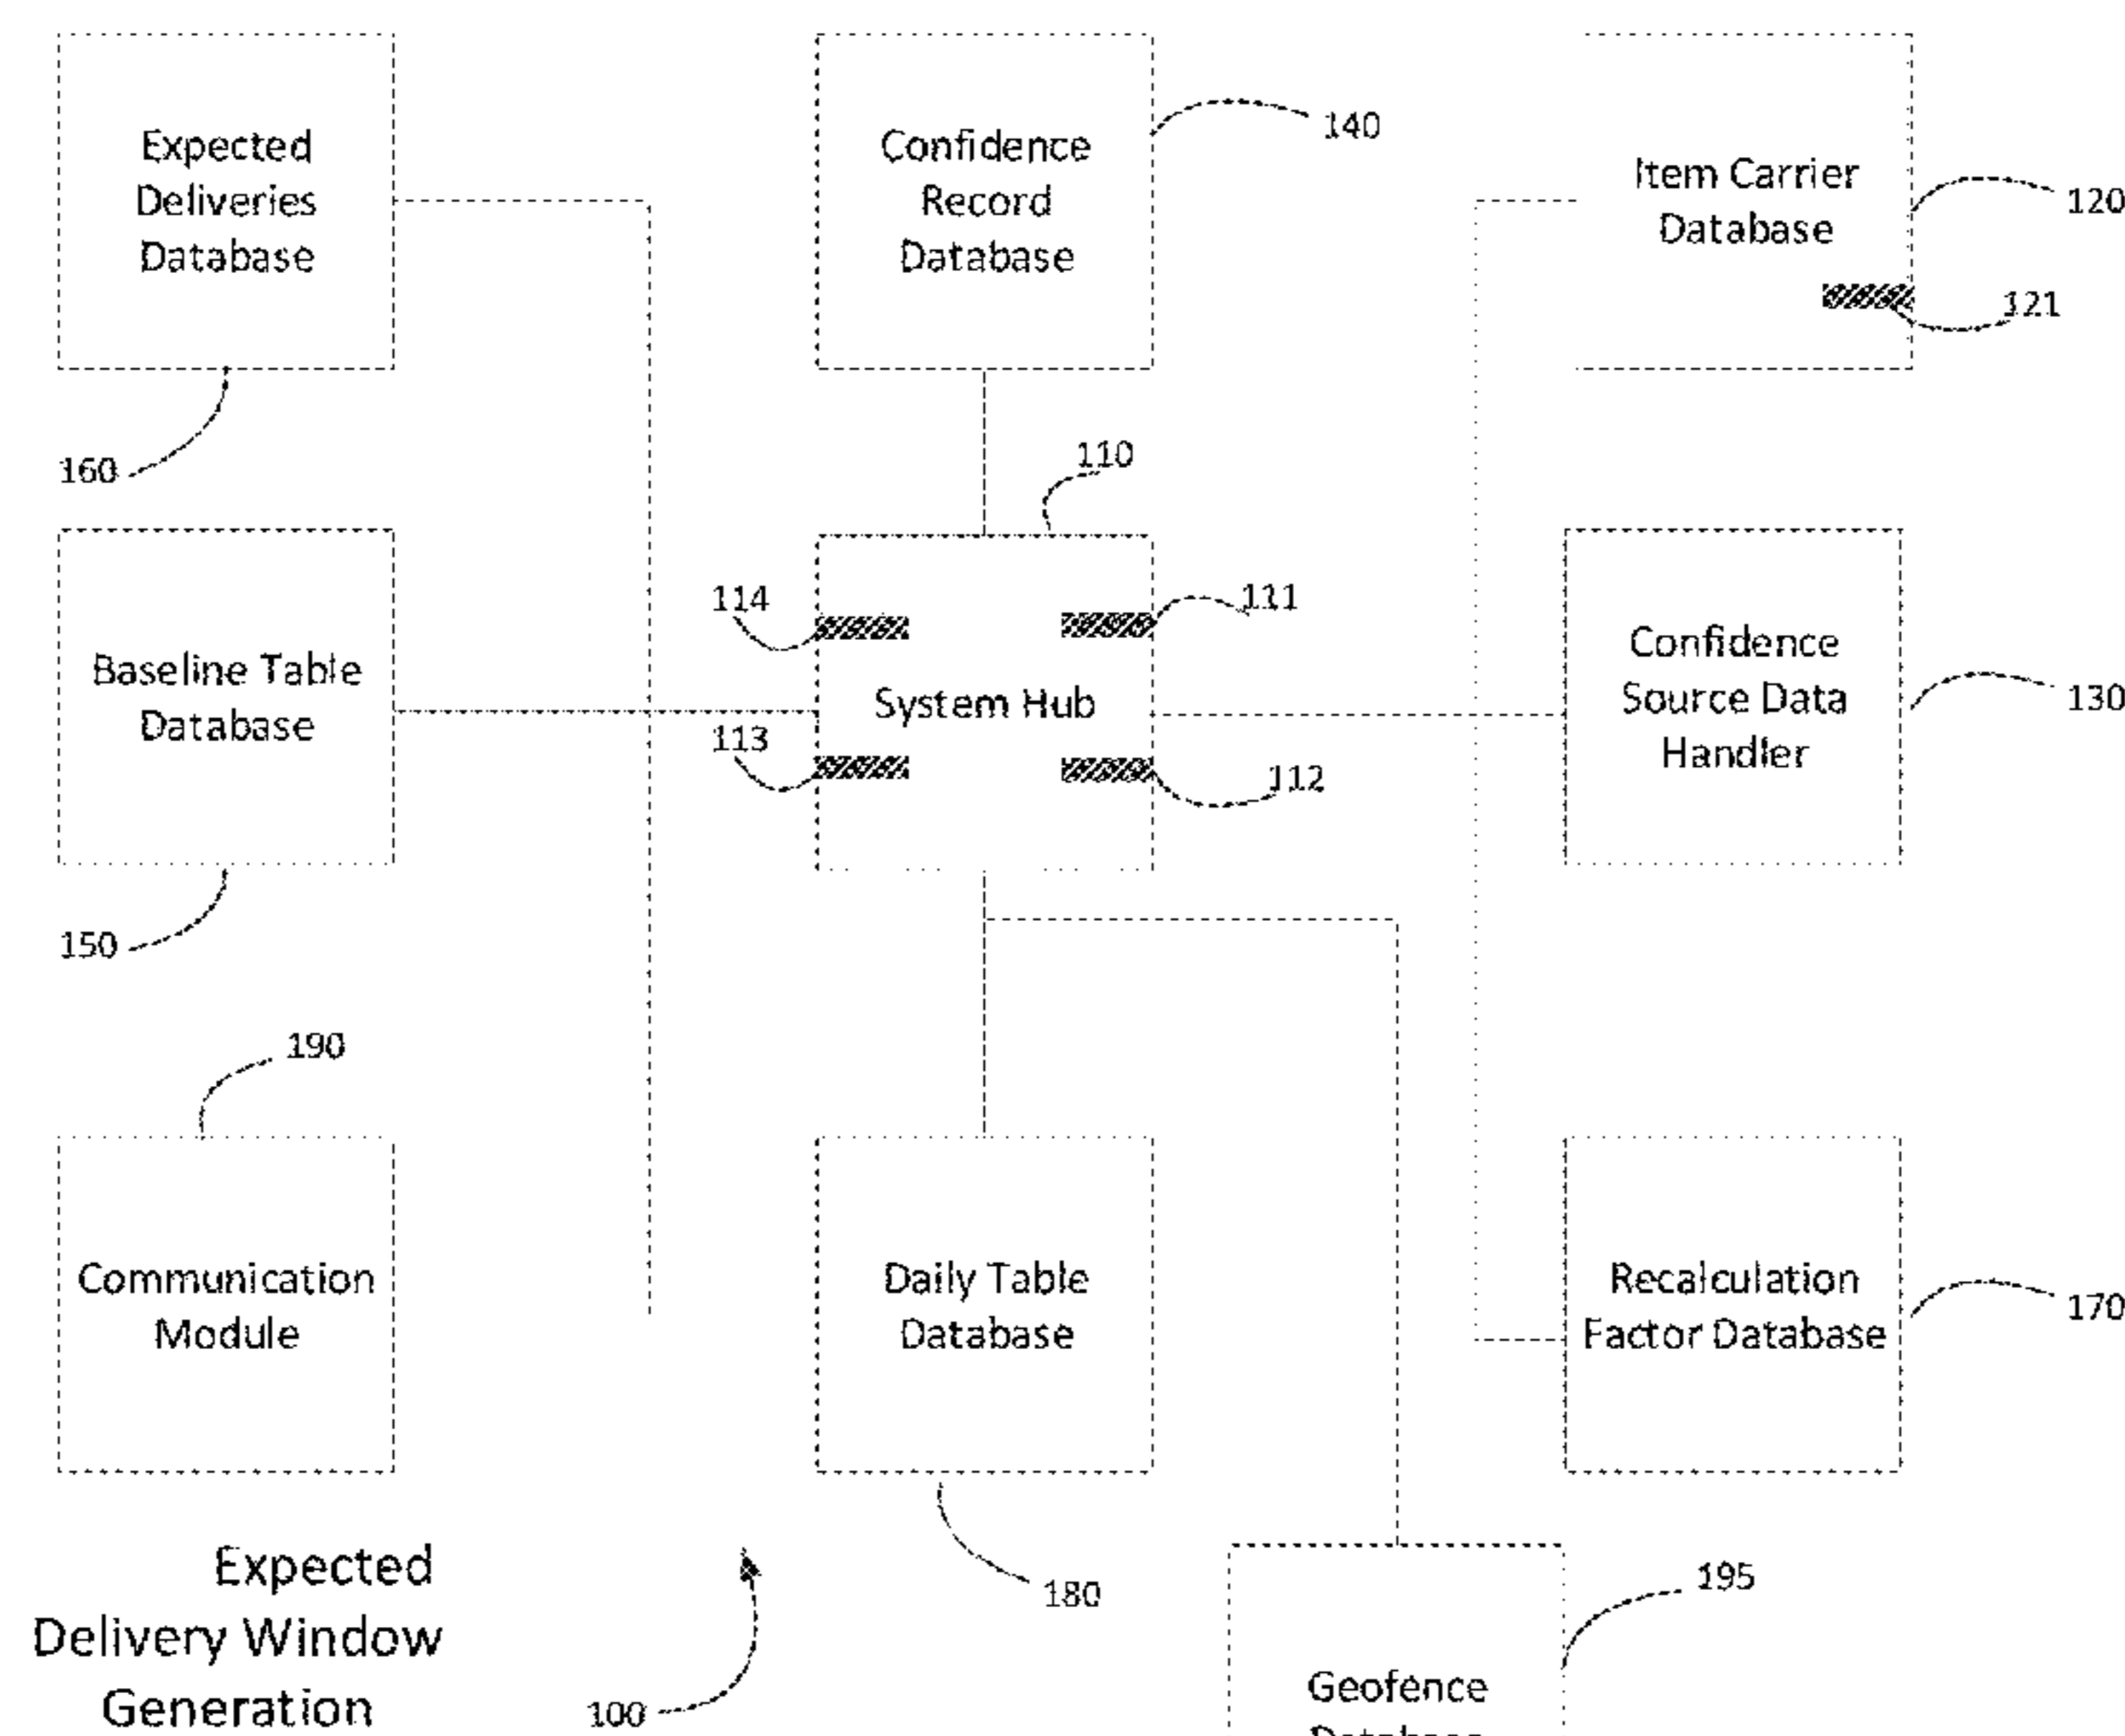 Expected
Deliveries
Database
160
Confidence
Record
Database
140
Item Carrier
Database
120
121
110
Baseline Table
Database
150
114
111
System Hub
113
112
Confidence
Source Data
Handler
130
190
Communication
Module
Daily Table
Database
180
Recalculation
Factor Database
170
Expected
Delivery Window
Generation
100
195
Geofence